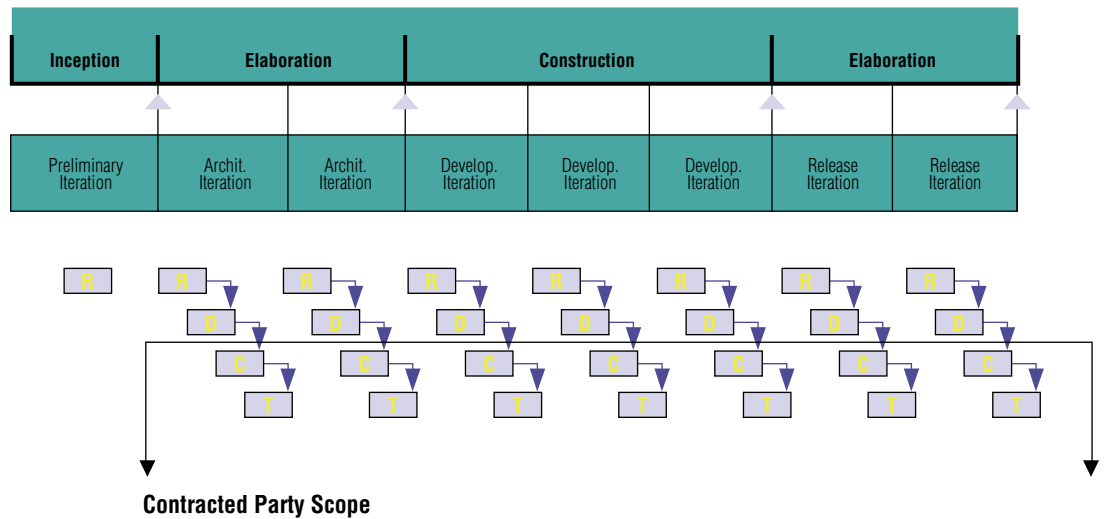 Inception Elaboration Construction Elaboration
Preliminary Iteration
Archit. Iteration
Archit. Iteration
Develop. Iteration
Develop. Iteration
Develop. Iteration
Release Iteration
Release Iteration
R R R R R R R R
D D D D D D D
C C C C C C C
T T T T T T T
Contracted Party Scope